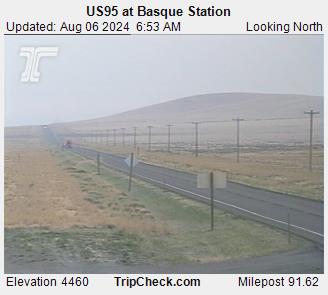 US95 at Basque Station
Updated: Aug 06 2024 6:53 AM Looking North
Elevation 4460 TripCheck.com Milepost 91.62